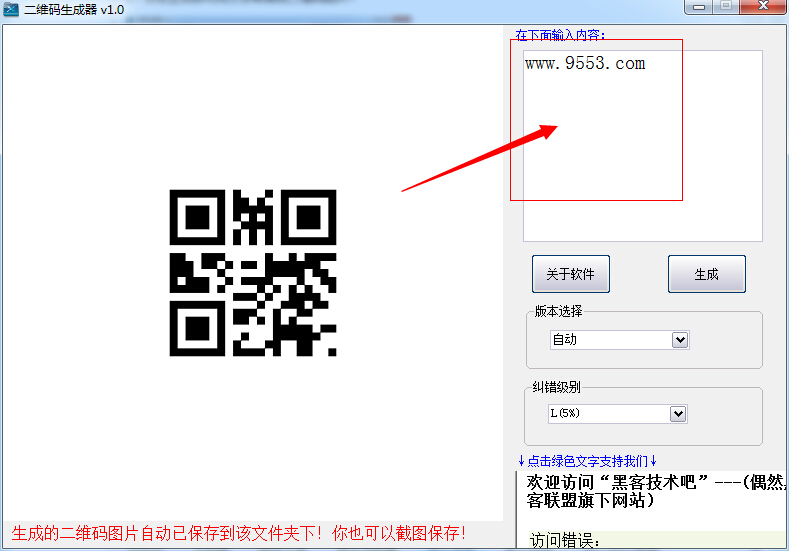 二维码生成器 v1.0
在下面输入内容:
www.9553.com
关于软件
生成
版本选择
自动
纠错级别
L(5%)
↓点击绿色文字支持我们↓
欢迎访问“黑客技术吧”---(偶然
客联盟旗下网站)
访问错误:
生成的二维码图片自动已保存到该文件夹下!你也可以截图保存!